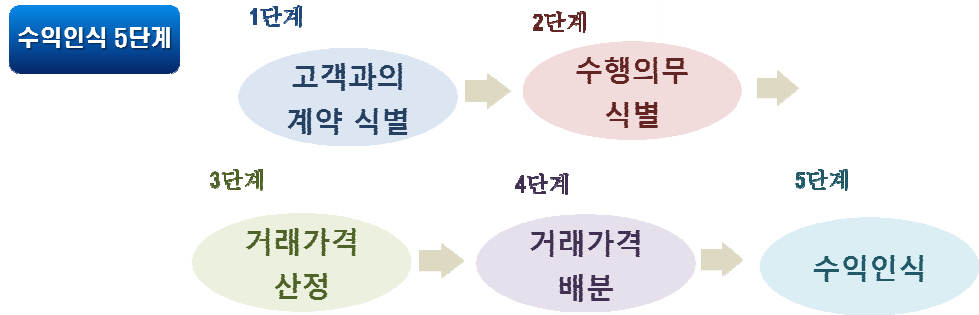 수익인식 5단계
1단계
고객과의
계약 식별
2단계
수행의무
식별
3단계
거래가격
산정
4단계
거래가격
배분
5단계
수익인식